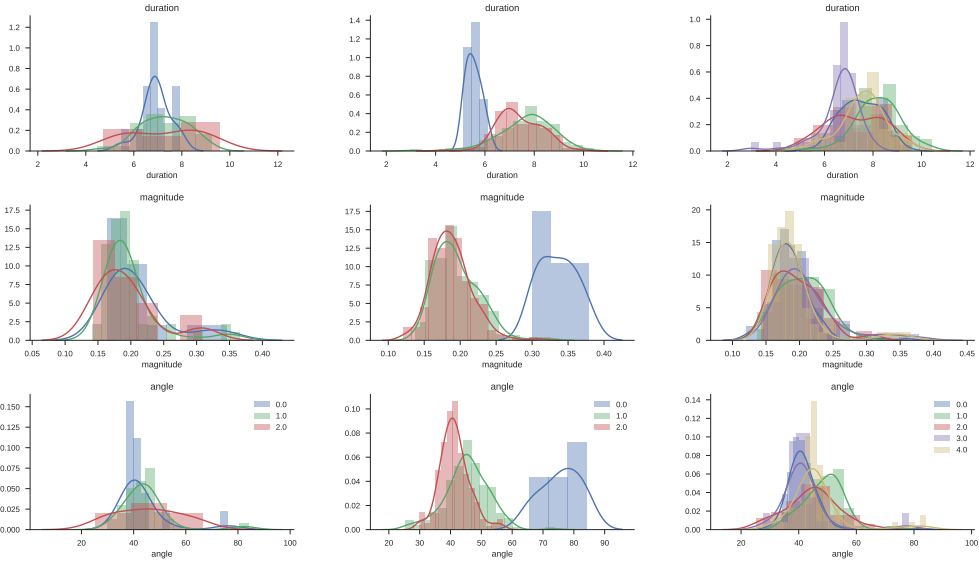 duration
duration
duration
1.2
1.0
0.8
0.6
0.4
0.2
0.0
2 4 6 8 10 12
duration
1.4
1.2
1.0
0.8
0.6
0.4
0.2
0.0
2 4 6 8 10 12
duration
1.0
0.8
0.6
0.4
0.2
0.0
2 4 6 8 10 12
duration
magnitude
magnitude
magnitude
17.5
15.0
12.5
10.0
7.5
5.0
2.5
0.0
0.05 0.10 0.15 0.20 0.25 0.30 0.35 0.40
magnitude
17.5
15.0
12.5
10.0
7.5
5.0
2.5
0.0
0.10 0.15 0.20 0.25 0.30 0.35 0.40
magnitude
20
15
10
5
0
0.10 0.15 0.20 0.25 0.30 0.35 0.40 0.45
magnitude
angle
angle
angle
0.150
0.125
0.100
0.075
0.050
0.025
0.000
20 40 60 80 100
angle
0.0
1.0
2.0
0.10
0.08
0.06
0.04
0.02
0.00
20 30 40 50 60 70 80 90
angle
0.0
1.0
2.0
0.14
0.12
0.10
0.08
0.06
0.04
0.02
0.00
20 40 60 80 100
angle
0.0
1.0
2.0
3.0
4.0